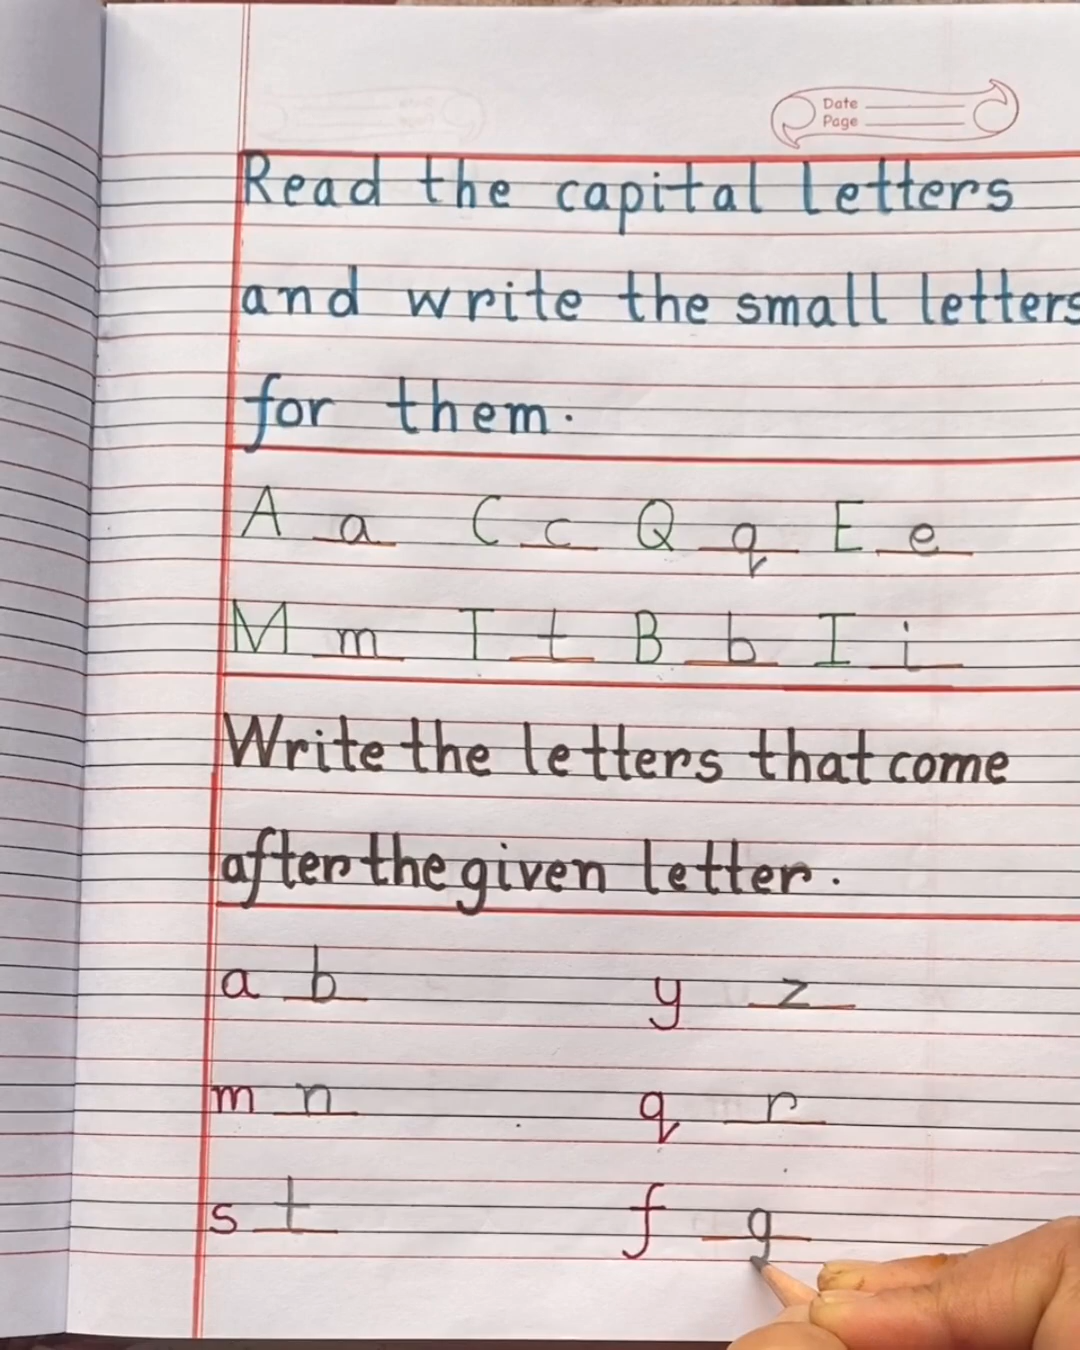 Date
Page
Read the capital letters
and write the small letters
for them.
A a C c Q q E e
M m T t B b I i
Write the letters that come
after the given letter.
a b y z
m n q r
s t f g